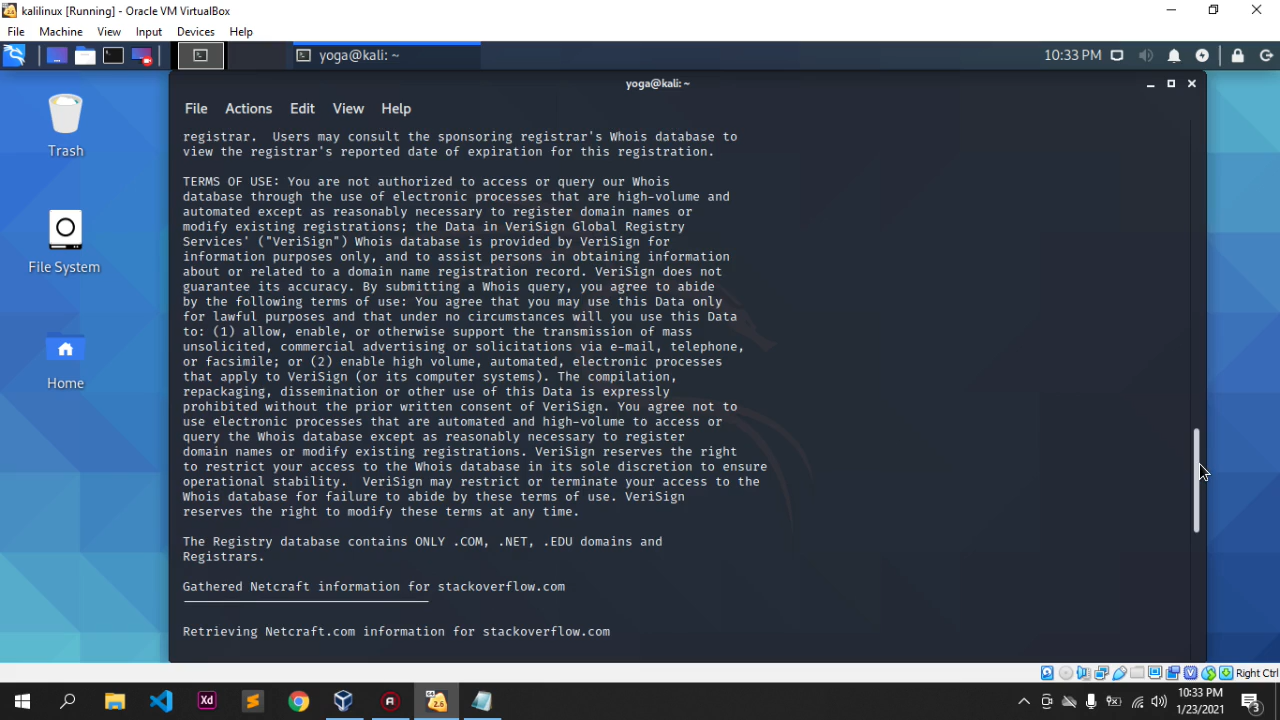 kalilinux [Running] - Oracle VM VirtualBox
File Machine View Input Devices Help
yoga@kali: ~
10:33 PM
yoga@kali: ~
File Actions Edit View Help
Trash
File System
Home
registrar.  Users may consult the sponsoring registrar's Whois database to
view the registrar's reported date of expiration for this registration.
TERMS OF USE: You are not authorized to access or query our Whois
database through the use of electronic processes that are high-volume and
automated except as reasonably necessary to register domain names or
modify existing registrations; the Data in VeriSign Global Registry
Services' ("VeriSign") Whois database is provided by VeriSign for
information purposes only, and to assist persons in obtaining information
about or related to a domain name registration record. VeriSign does not
guarantee its accuracy. By submitting a Whois query, you agree to abide
by the following terms of use: You agree that you may use this Data only
for lawful purposes and that under no circumstances will you use this Data
to: (1) allow, enable, or otherwise support the transmission of mass
unsolicited, commercial advertising or solicitations via e-mail, telephone,
or facsimile; or (2) enable high volume, automated, electronic processes
that apply to VeriSign (or its computer systems). The compilation,
repackaging, dissemination or other use of this Data is expressly
prohibited without the prior written consent of VeriSign. You agree not to
use electronic processes that are automated and high-volume to access or
query the Whois database except as reasonably necessary to register
domain names or modify existing registrations. VeriSign reserves the right
to restrict your access to the Whois database in its sole discretion to ensure
operational stability.  VeriSign may restrict or terminate your access to the
Whois database for failure to abide by these terms of use. VeriSign
reserves the right to modify these terms at any time.
The Registry database contains ONLY .COM, .NET, .EDU domains and
Registrars.
Gathered Netcraft information for stackoverflow.com
Retrieving Netcraft.com information for stackoverflow.com
Right Ctrl
Xd
2.6
10:33 PM
1/23/2021
3